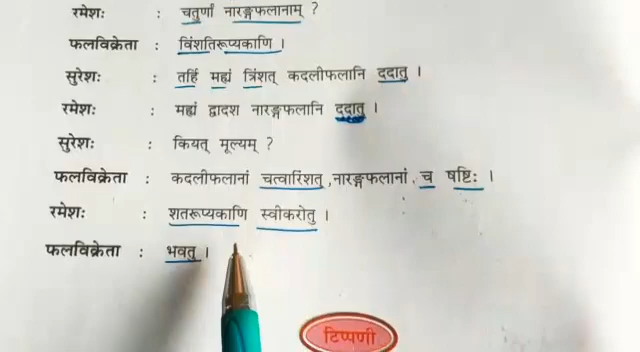 रमेशः : चतुर्णां नारङ्गफलानाम् ?
फलविक्रेता : विंशतिरूप्यकाणि ।
सुरेशः : तर्हि मह्यं त्रिंशत् कदलीफलानि ददातु ।
रमेशः : मह्यं द्वादश नारङ्गफलानि ददातु ।
सुरेशः : कियत् मूल्यम् ?
फलविक्रेता : कदलीफलानां चत्वारिंशत्, नारङ्गफलानां, च षष्टिः ।
रमेशः : शतरूप्यकाणि स्वीकरोतु ।
फलविक्रेता : भवतु ।
टिप्पणी